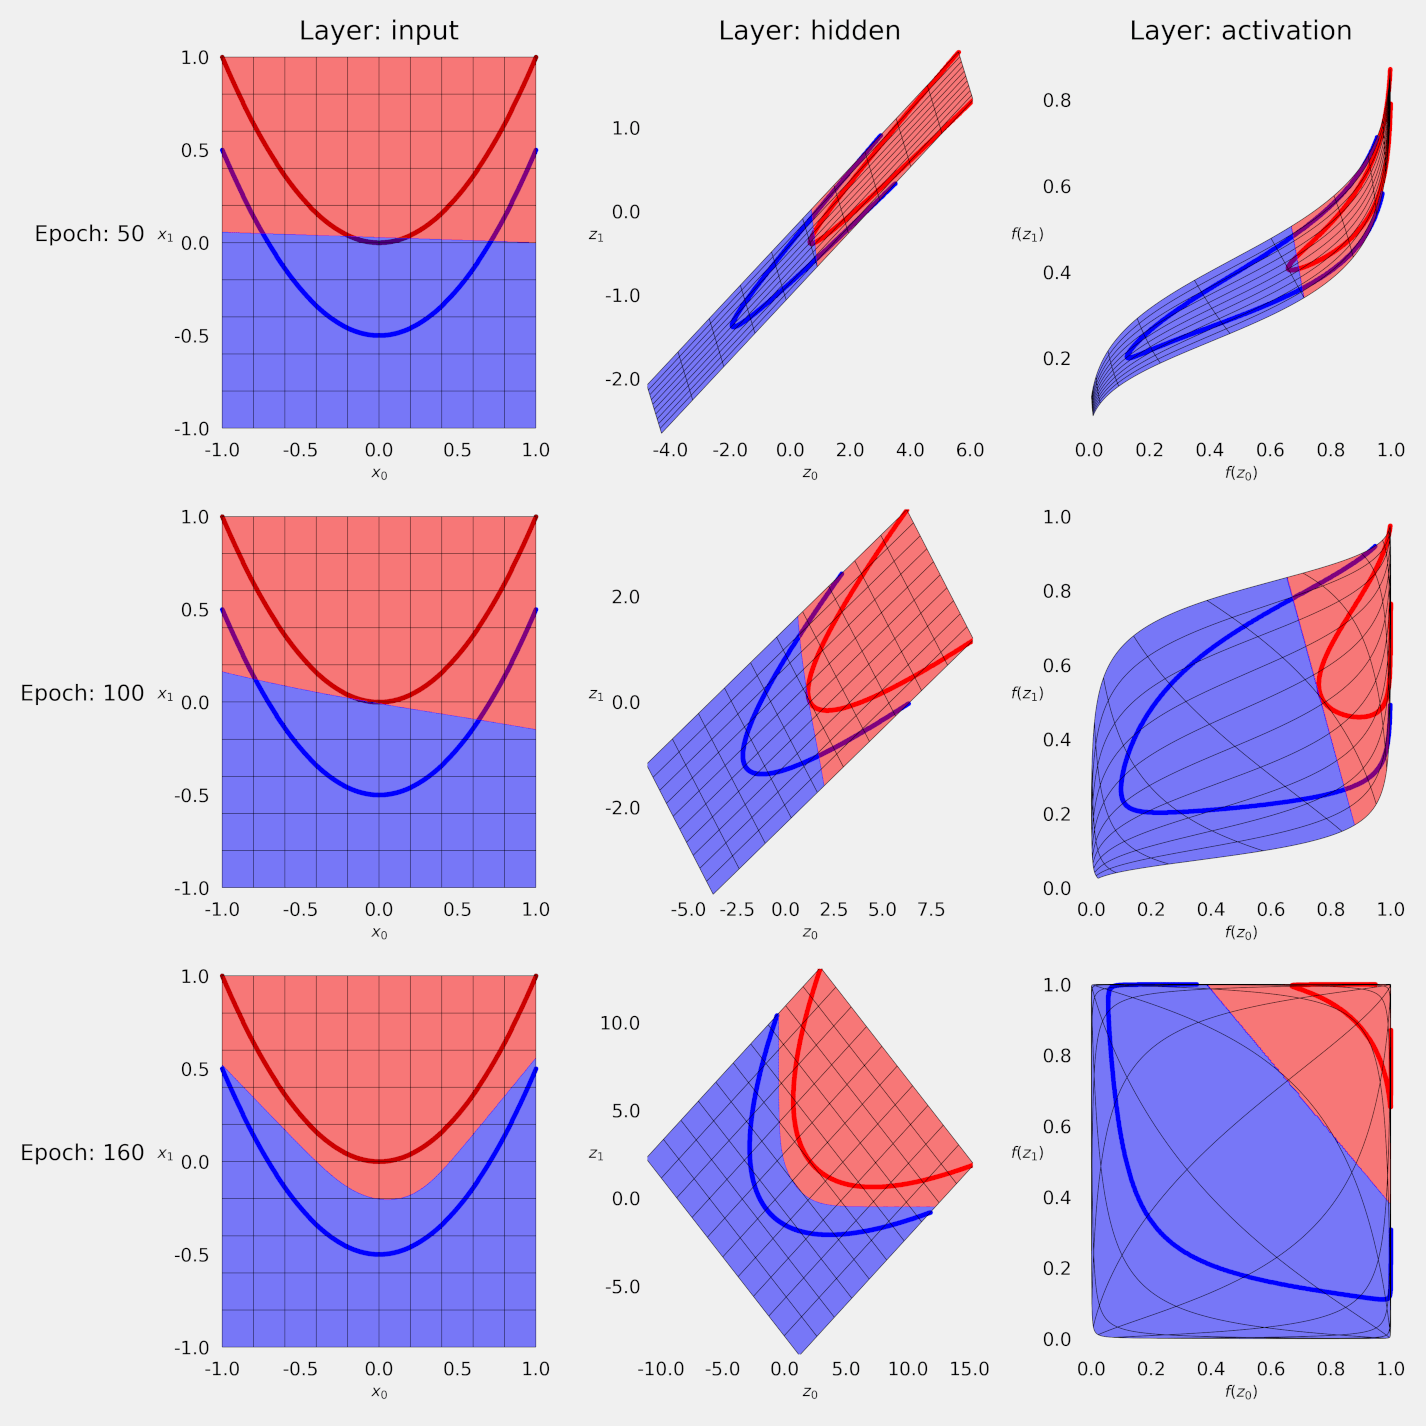 Layer: input
Layer: hidden
Layer: activation
Epoch: 50
x₁
1.0
0.5
0.0
-0.5
-1.0
-1.0 -0.5 0.0 0.5 1.0
x₀
z₁
1.0
0.0
-1.0
-2.0
-4.0 -2.0 0.0 2.0 4.0 6.0
z₀
f(z₁)
0.8
0.6
0.4
0.2
0.0 0.2 0.4 0.6 0.8 1.0
f(z₀)
Epoch: 100
x₁
1.0
0.5
0.0
-0.5
-1.0
-1.0 -0.5 0.0 0.5 1.0
x₀
z₁
2.0
0.0
-2.0
-5.0 -2.5 0.0 2.5 5.0 7.5
z₀
f(z₁)
1.0
0.8
0.6
0.4
0.2
0.0
0.0 0.2 0.4 0.6 0.8 1.0
f(z₀)
Epoch: 160
x₁
1.0
0.5
0.0
-0.5
-1.0
-1.0 -0.5 0.0 0.5 1.0
x₀
z₁
10.0
5.0
0.0
-5.0
-10.0 -5.0 0.0 5.0 10.0 15.0
z₀
f(z₁)
1.0
0.8
0.6
0.4
0.2
0.0
0.0 0.2 0.4 0.6 0.8 1.0
f(z₀)